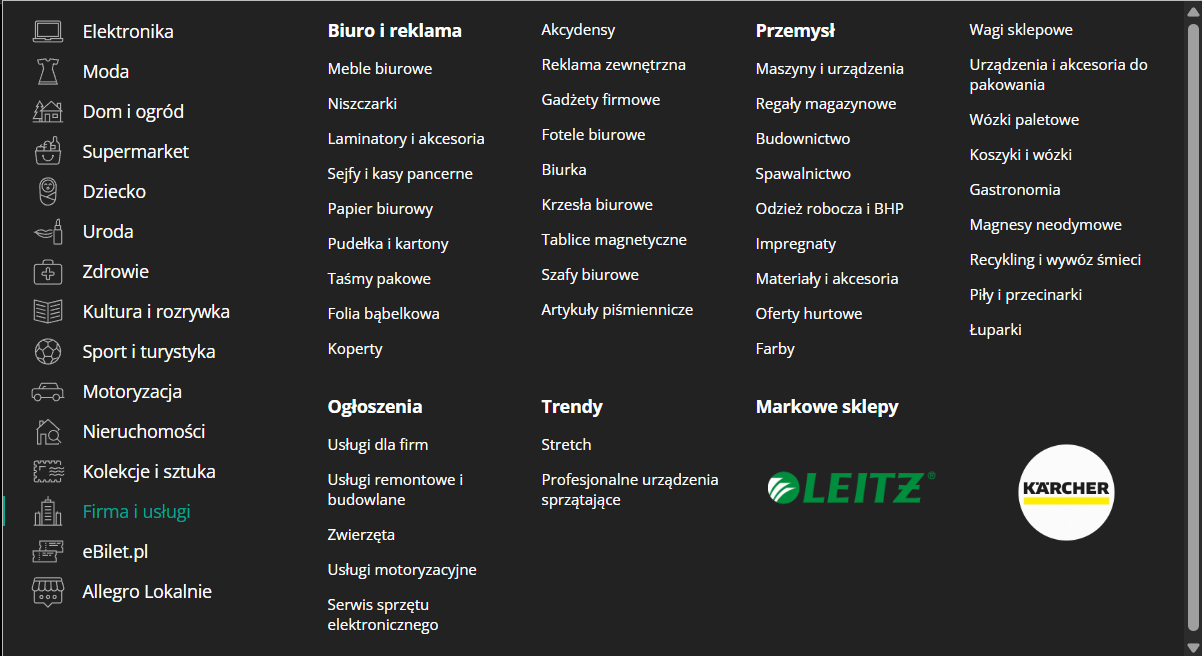 Elektronika
Moda
Dom i ogród
Supermarket
Dziecko
Uroda
Zdrowie
Kultura i rozrywka
Sport i turystyka
Motoryzacja
Nieruchomości
Kolekcje i sztuka
Firma i usługi
eBilet.pl
Allegro Lokalnie
Biuro i reklama
Meble biurowe
Niszczarki
Laminatory i akcesoria
Sejfy i kasy pancerne
Papier biurowy
Pudełka i kartony
Taśmy pakowe
Folia bąbelkowa
Koperty
Akcydensy
Reklama zewnętrzna
Gadżety firmowe
Fotele biurowe
Biurka
Krzesła biurowe
Tablice magnetyczne
Szafy biurowe
Artykuły piśmiennicze
Przemysł
Maszyny i urządzenia
Regały magazynowe
Budownictwo
Spawalnictwo
Odzież robocza i BHP
Impregnaty
Materiały i akcesoria
Oferty hurtowe
Farby
Wagi sklepowe
Urządzenia i akcesoria do
pakowania
Wózki paletowe
Koszyki i wózki
Gastronomia
Magnesy neodymowe
Recykling i wywóz śmieci
Piły i przecinarki
Łuparki
Ogłoszenia
Usługi dla firm
Usługi remontowe i
budowlane
Zwierzęta
Usługi motoryzacyjne
Serwis sprzętu
elektronicznego
Trendy
Stretch
Profesjonalne urządzenia
sprzątające
Markowe sklepy
LEITZ®
KÄRCHER